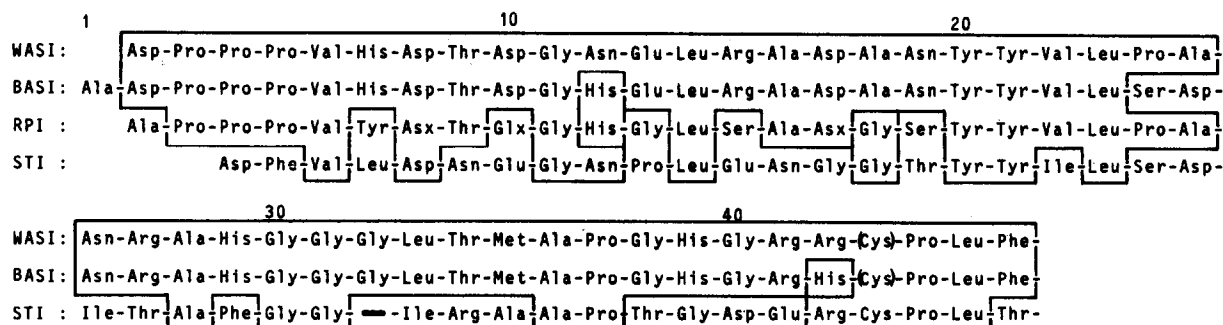 1 10 20
WASI: Asp-Pro-Pro-Pro-Val-His-Asp-Thr-Asp-Gly-Asn-Glu-Leu-Arg-Ala-Asp-Ala-Asn-Tyr-Tyr-Val-Leu-Pro-Ala-
BASI: Ala-Asp-Pro-Pro-Pro-Val-His-Asp-Thr-Asp-Gly-His-Glu-Leu-Arg-Ala-Asp-Ala-Asn-Tyr-Tyr-Val-Leu-Ser-Asp-
RPI : Ala-Pro-Pro-Pro-Val-Tyr-Asx-Thr-Glx-Gly-His-Gly-Leu-Ser-Ala-Asx-Gly-Ser-Tyr-Tyr-Val-Leu-Pro-Ala-
STI : Asp-Phe-Val-Leu-Asp-Asn-Glu-Gly-Asn-Pro-Leu-Glu-Asn-Gly-Gly-Thr-Tyr-Tyr-Ile-Leu-Ser-Asp-
30 40
WASI: Asn-Arg-Ala-His-Gly-Gly-Gly-Leu-Thr-Met-Ala-Pro-Gly-His-Gly-Arg-Arg-(Cys)-Pro-Leu-Phe-
BASI: Asn-Arg-Ala-His-Gly-Gly-Gly-Leu-Thr-Met-Ala-Pro-Gly-His-Gly-Arg-His-(Cys)-Pro-Leu-Phe-
STI : Ile-Thr-Ala-Phe-Gly-Gly- — -Ile-Arg-Ala-Ala-Pro-Thr-Gly-Asp-Glu-Arg-Cys-Pro-Leu-Thr-